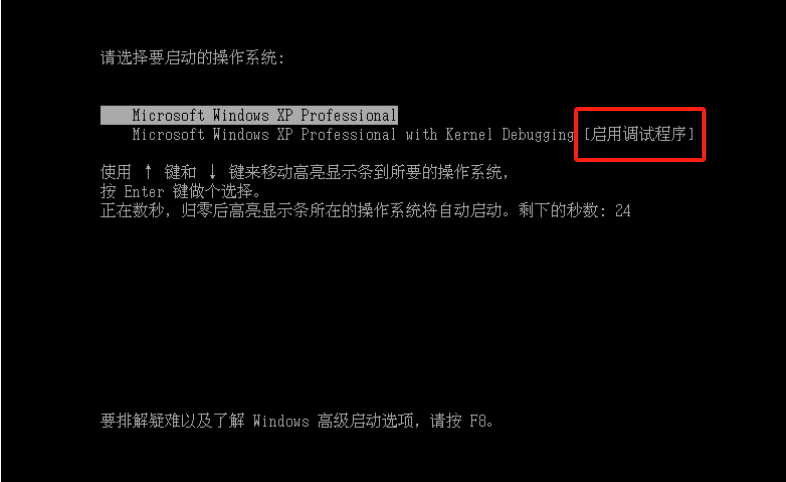 请选择要启动的操作系统:
Microsoft Windows XP Professional
Microsoft Windows XP Professional with Kernel Debugging [启用调试程序]
使用 ↑ 键和 ↓ 键来移动高亮显示条到所要的操作系统,
按 Enter 键做个选择。
正在数秒, 归零后高亮显示条所在的操作系统将自动启动。剩下的秒数: 24
要排解疑难以及了解 Windows 高级启动选项, 请按 F8。